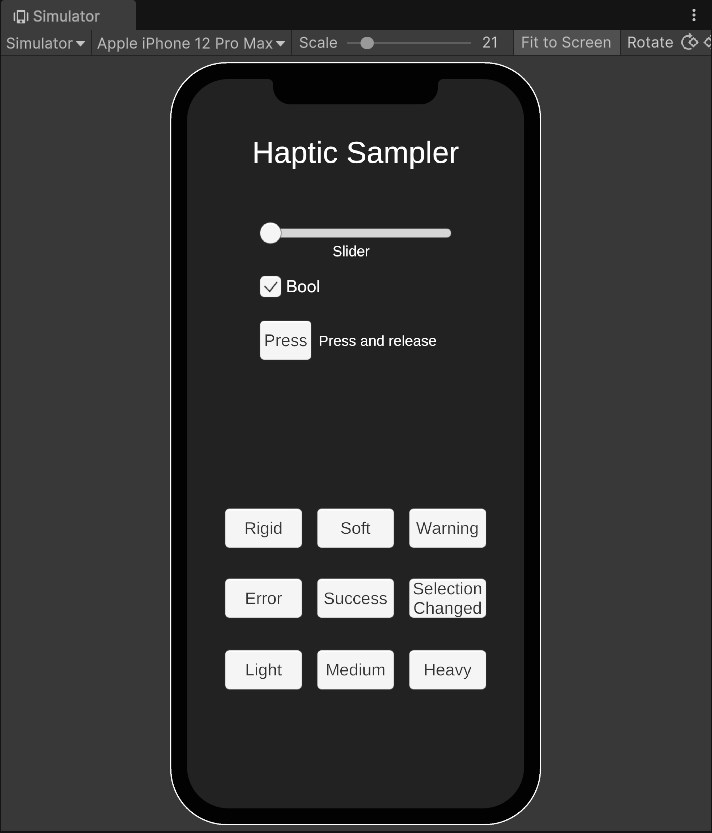 Simulator
Simulator Apple iPhone 12 Pro Max Scale 21 Fit to Screen Rotate
Haptic Sampler
Slider
Bool
Press Press and release
Rigid Soft Warning
Error Success Selection Changed
Light Medium Heavy